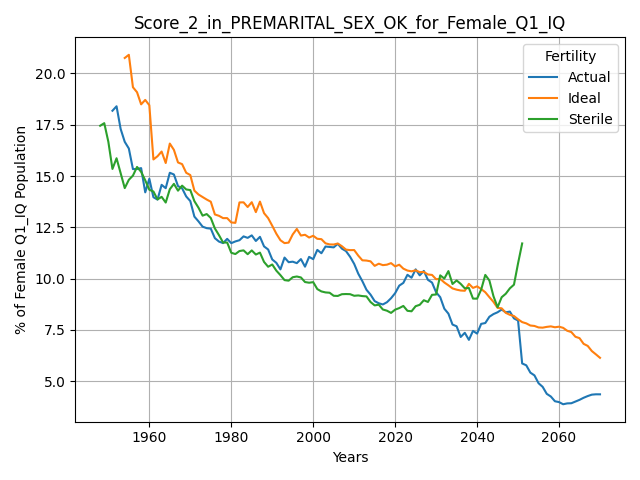 Score_2_in_PREMARITAL_SEX_OK_for_Female_Q1_IQ
Fertility
Actual
Ideal
Sterile
% of Female Q1_IQ Population
20.0
17.5
15.0
12.5
10.0
7.5
5.0
1960 1980 2000 2020 2040 2060
Years